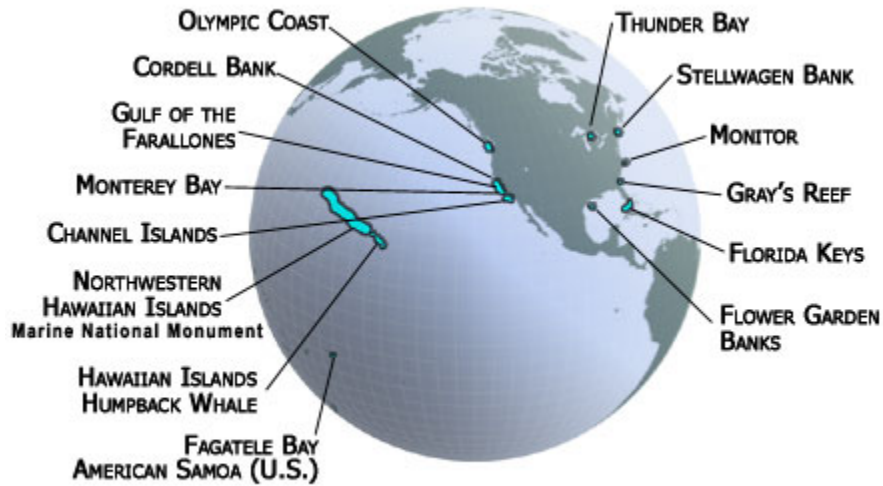 OLYMPIC COAST
CORDELL BANK
GULF OF THE
FARALLONES
MONTEREY BAY
CHANNEL ISLANDS
NORTHWESTERN
HAWAIIAN ISLANDS
Marine National Monument
HAWAIIAN ISLANDS
HUMPBACK WHALE
FAGATELE BAY
AMERICAN SAMOA (U.S.)
THUNDER BAY
STELLWAGEN BANK
MONITOR
GRAY'S REEF
FLORIDA KEYS
FLOWER GARDEN
BANKS